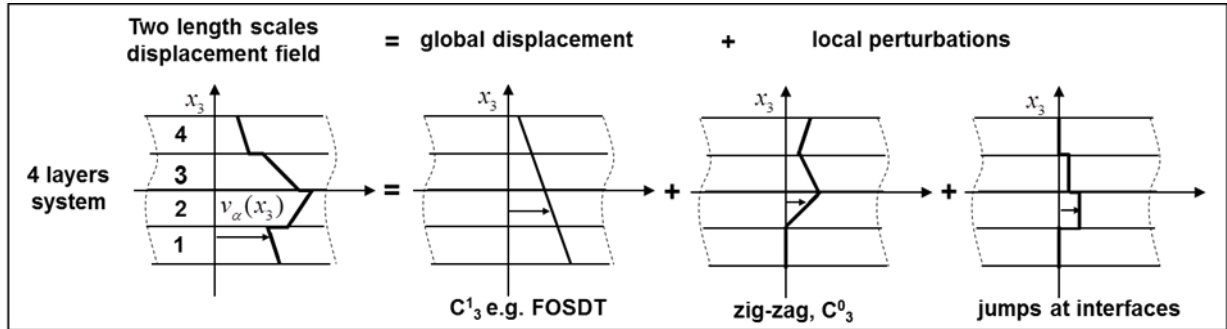 Two length scales = global displacement + local perturbations
displacement field
x₃ x₃ x₃ x₃
4
3
4 layers = + +
system
2 v_α(x₃)
1
C¹₃ e.g. FOSDT zig-zag, C⁰₃ jumps at interfaces